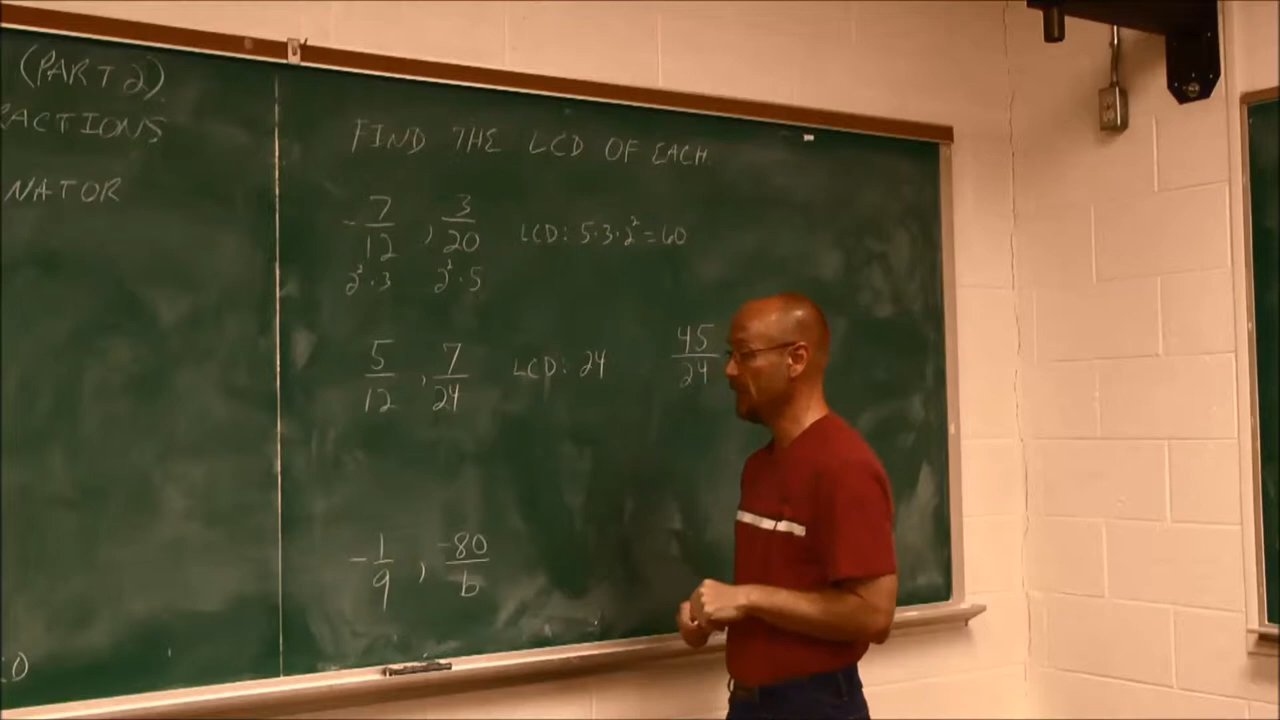 (PART 2)
ACTIONS
NATOR
FIND THE LCD OF EACH
-7/12 , 3/20 LCD: 5·3·2² = 60
2²·3 2²·5
5/12 , 7/24 LCD: 24 45/24
-1/9 , -80/b